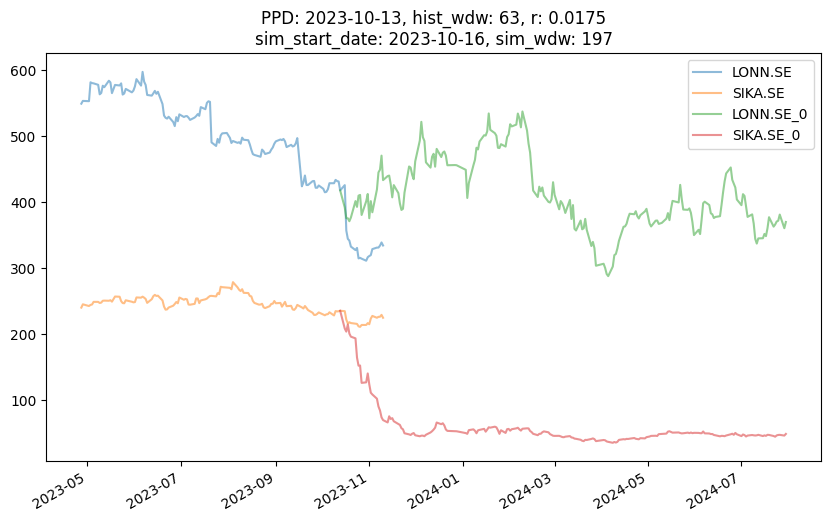 PPD: 2023-10-13, hist_wdw: 63, r: 0.0175
sim_start_date: 2023-10-16, sim_wdw: 197
LONN.SE
SIKA.SE
LONN.SE_0
SIKA.SE_0
600
500
400
300
200
100
2023-05
2023-07
2023-09
2023-11
2024-01
2024-03
2024-05
2024-07